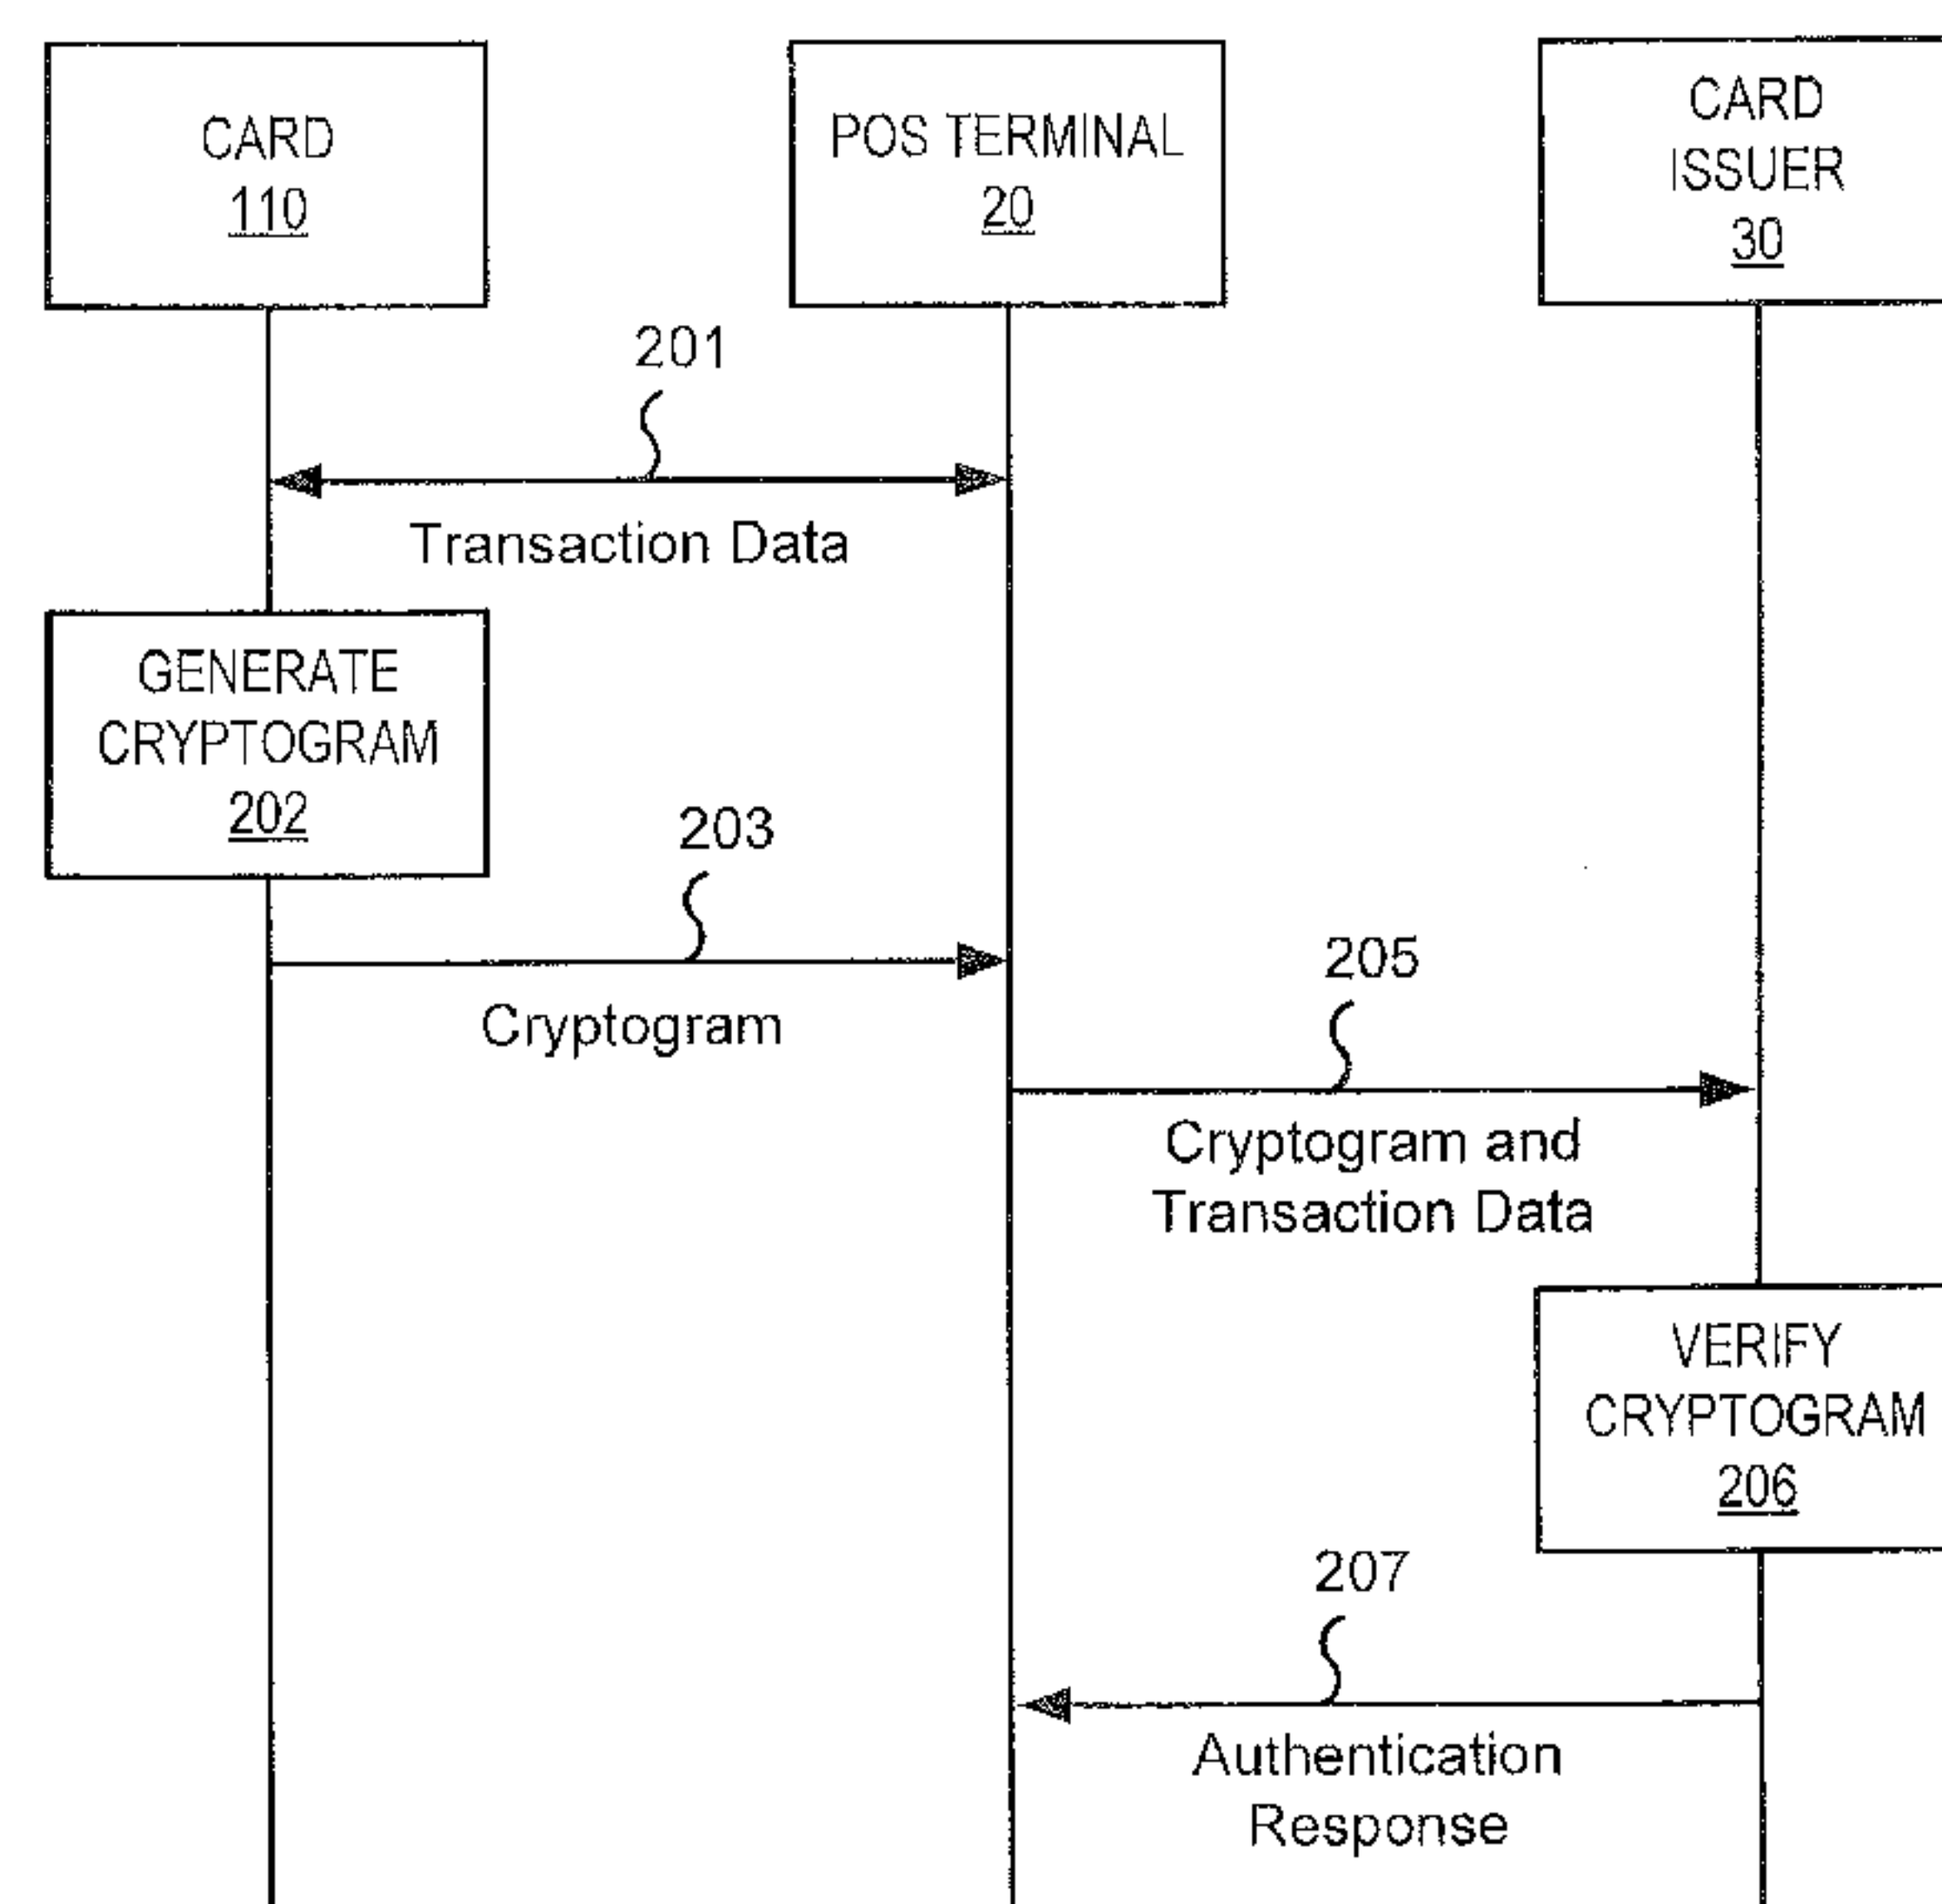 CARD
110
POS TERMINAL
20
CARD
ISSUER
30
201
Transaction Data
GENERATE
CRYPTOGRAM
202
203
Cryptogram
205
Cryptogram and
Transaction Data
VERIFY
CRYPTOGRAM
206
207
Authentication
Response